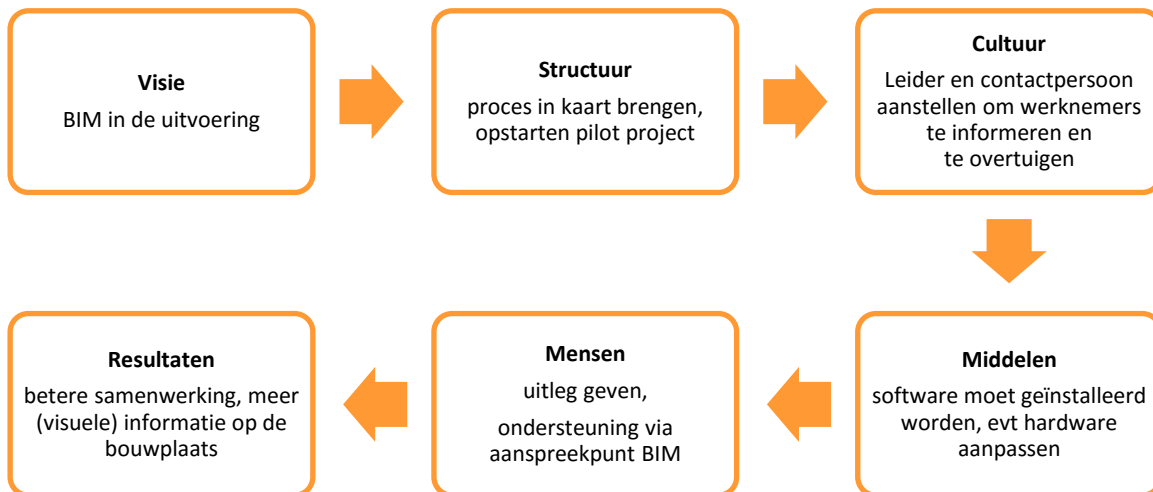 Visie
BIM in de uitvoering
Structuur
proces in kaart brengen,
opstarten pilot project
Cultuur
Leider en contactpersoon
aanstellen om werknemers
te informeren en
te overtuigen
Middelen
software moet geïnstalleerd
worden, evt hardware
aanpassen
Mensen
uitleg geven,
ondersteuning via
aanspreekpunt BIM
Resultaten
betere samenwerking, meer
(visuele) informatie op de
bouwplaats